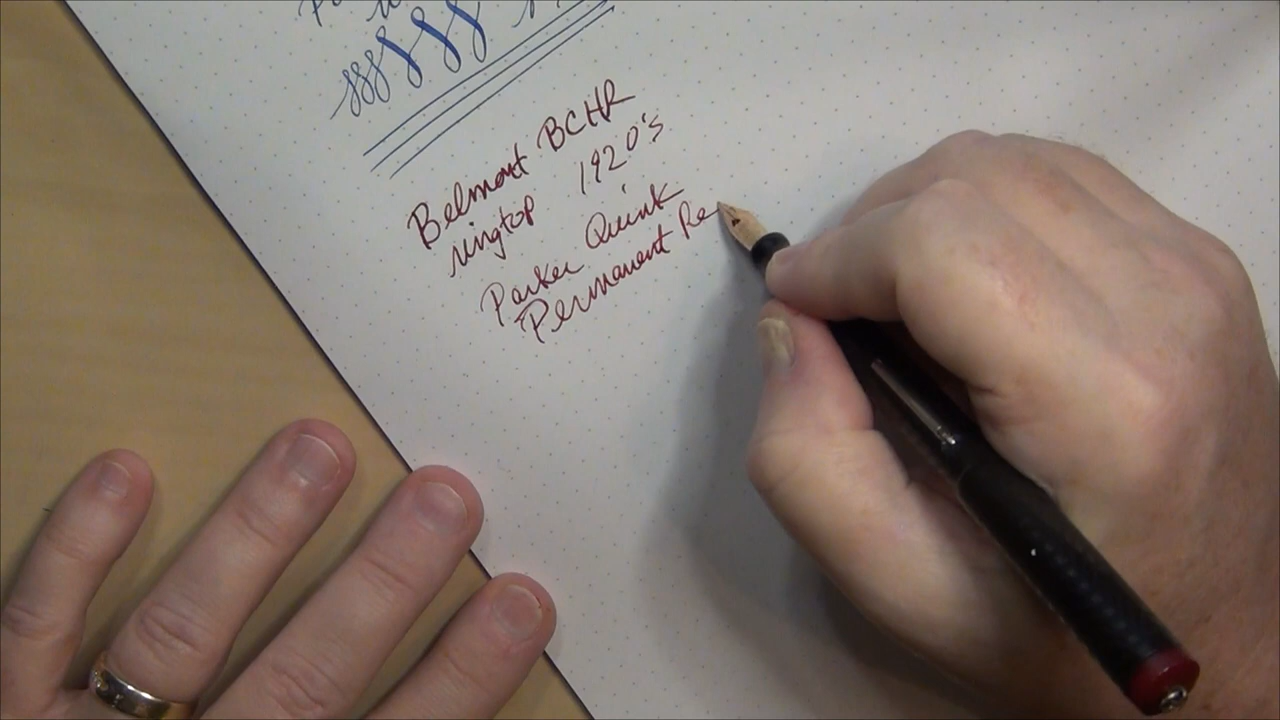 Belmont BCHR
ringtop 1920's
Parker Quink
Permanent Re